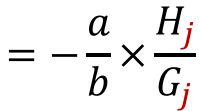 = −a/b × H_j/G_j